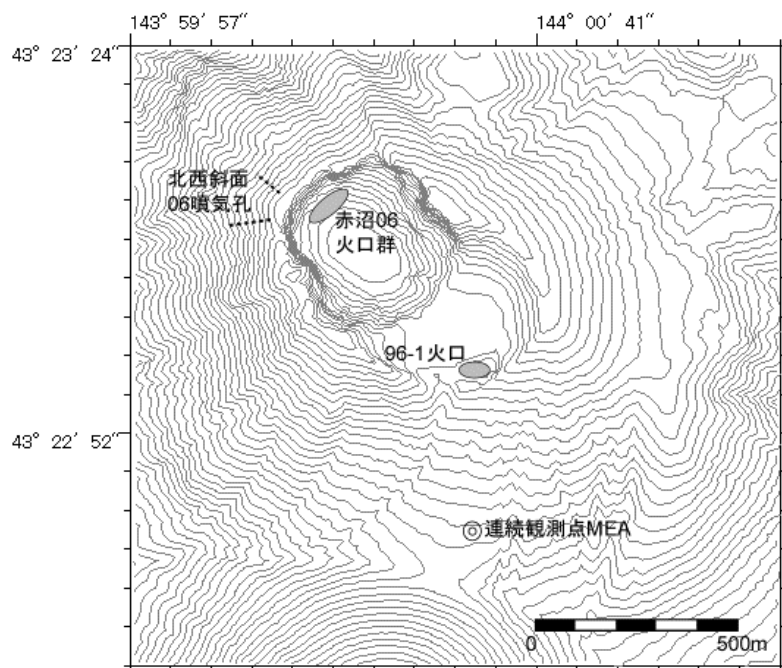 143° 59′ 57″
144° 00′ 41″
43° 23′ 24″
北西斜面
06噴気孔
赤沼06
火口群
96-1火口
43° 22′ 52″
連続観測点MEA
0
500m